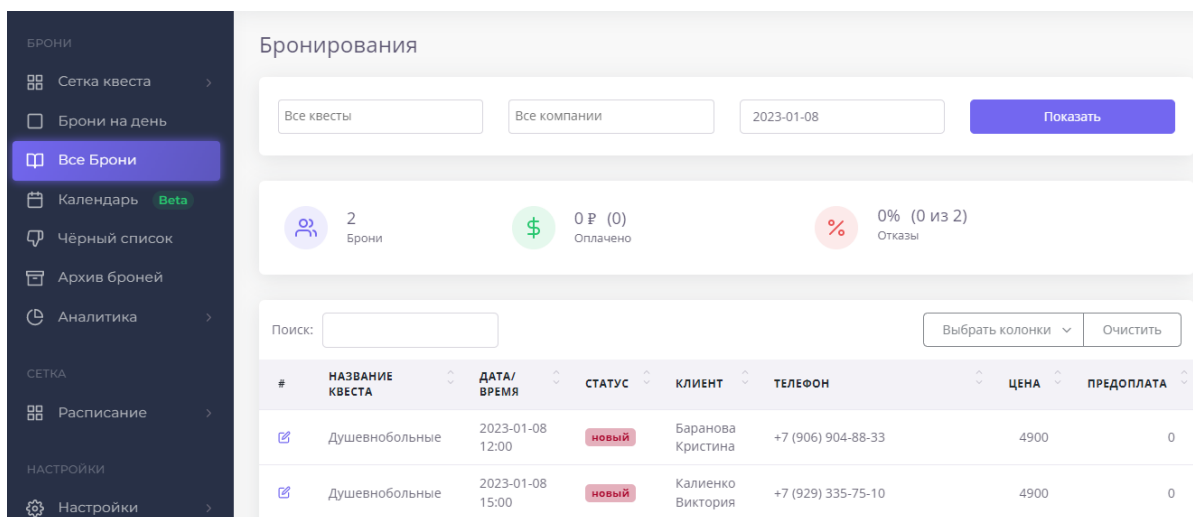 БРОНИ
Сетка квеста
Брони на день
Все Брони
Календарь Beta
Чёрный список
Архив броней
Аналитика
СЕТКА
Расписание
НАСТРОЙКИ
Настройки
Бронирования
Все квесты Все компании 2023-01-08 Показать
2 0 ₽ (0) 0% (0 из 2)
Брони Оплачено Отказы
Поиск: Выбрать колонки Очистить
# НАЗВАНИЕ КВЕСТА ДАТА/ ВРЕМЯ СТАТУС КЛИЕНТ ТЕЛЕФОН ЦЕНА ПРЕДОПЛАТА
Душевнобольные 2023-01-08 12:00 новый Баранова Кристина +7 (906) 904-88-33 4900 0
Душевнобольные 2023-01-08 15:00 новый Калиенко Виктория +7 (929) 335-75-10 4900 0